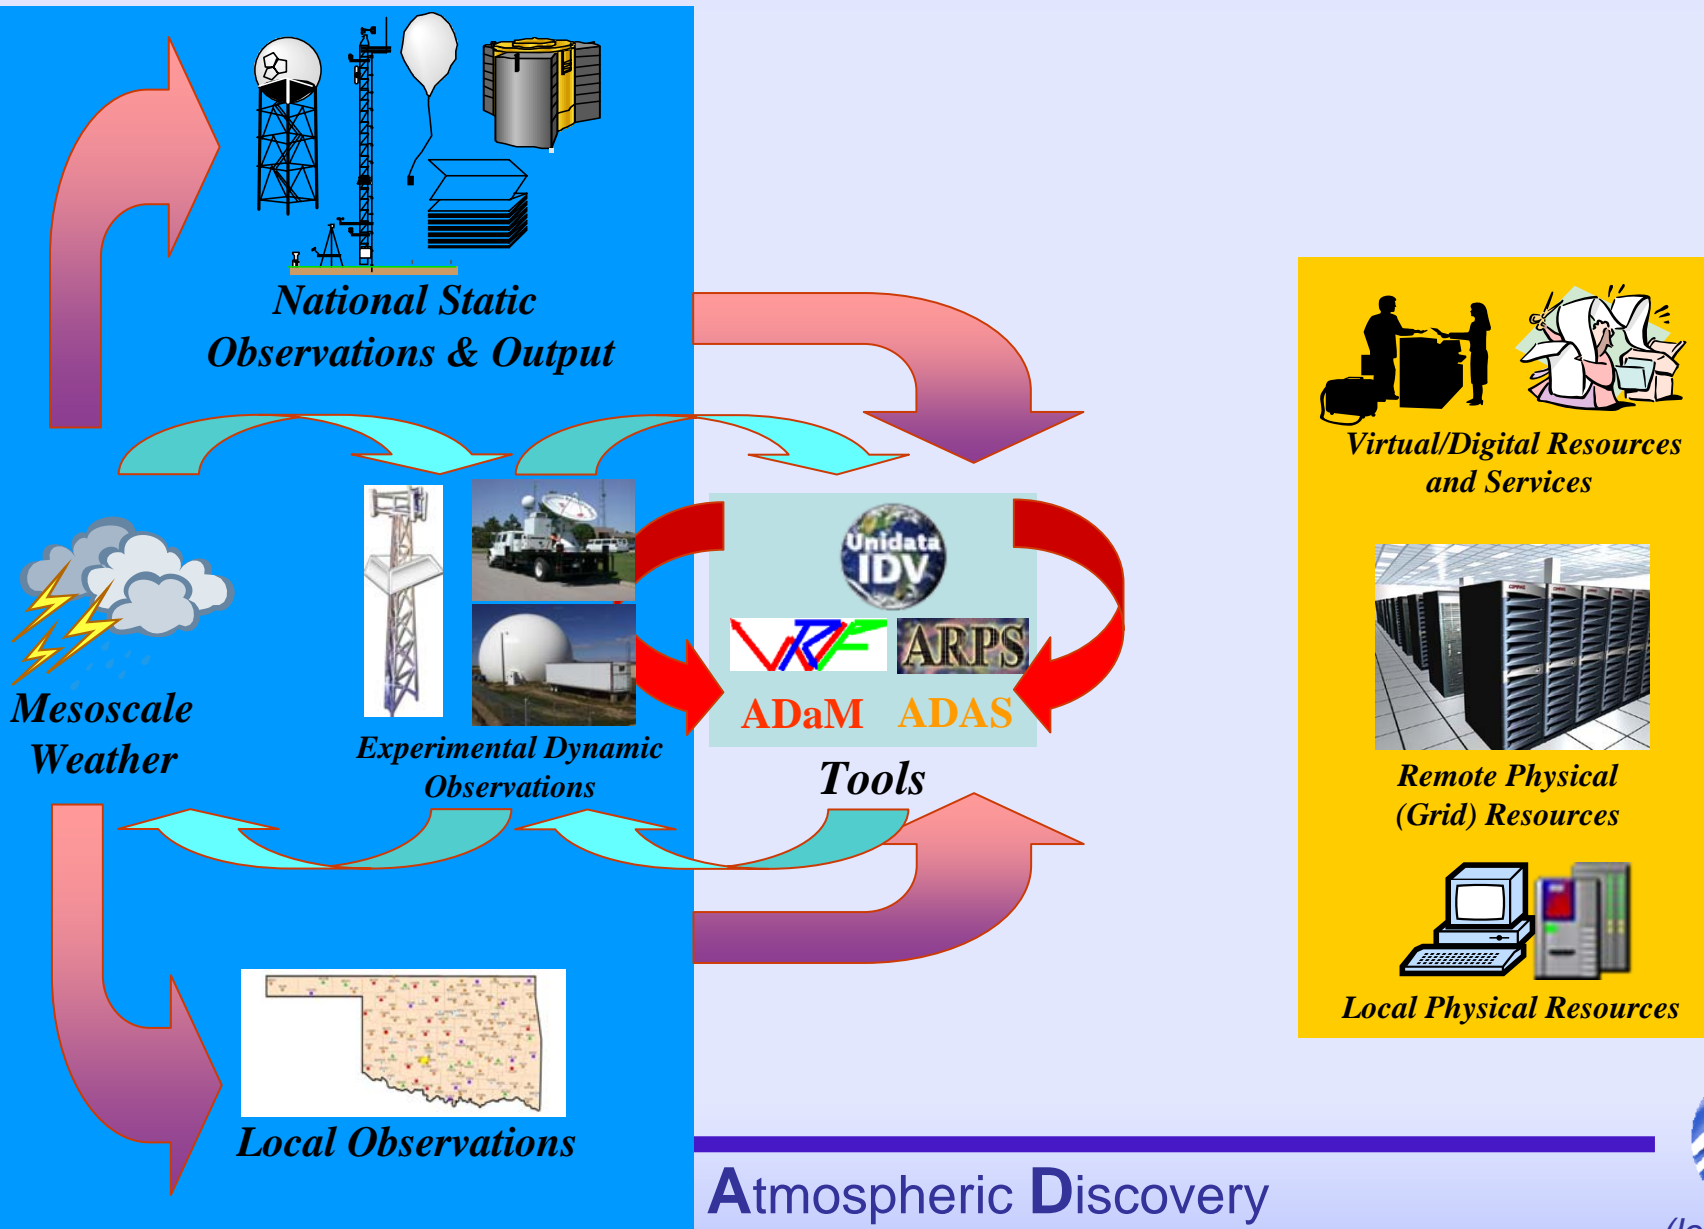 National Static
Observations & Output
Mesoscale
Weather
Experimental Dynamic
Observations
Unidata
IDV
WRF
ARPS
ADaM
ADAS
Tools
Local Observations
Virtual/Digital Resources
and Services
Remote Physical
(Grid) Resources
Local Physical Resources
Atmospheric Discovery